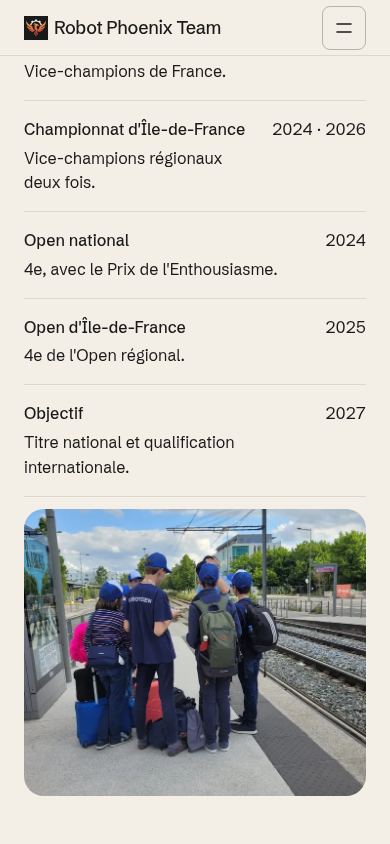 Robot Phoenix Team
Vice-champions de France.
Championnat d'Île-de-France 2024 · 2026
Vice-champions régionaux
deux fois.
Open national 2024
4e, avec le Prix de l'Enthousiasme.
Open d'Île-de-France 2025
4e de l'Open régional.
Objectif 2027
Titre national et qualification
internationale.